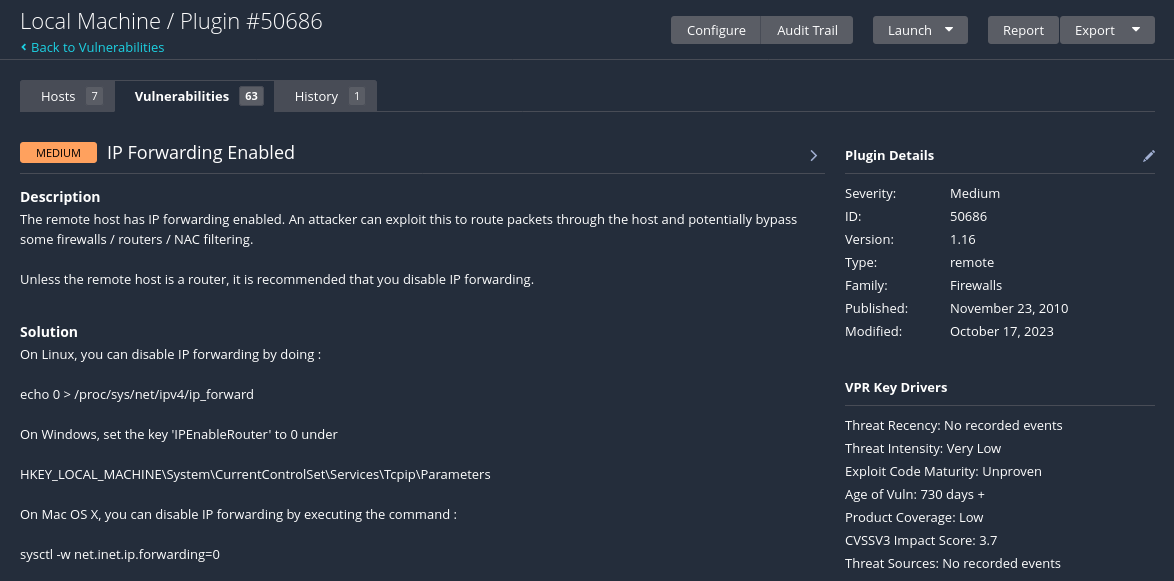 Local Machine / Plugin #50686
Back to Vulnerabilities
Configure
Audit Trail
Launch
Report
Export
Hosts 7
Vulnerabilities 63
History 1
MEDIUM IP Forwarding Enabled
Description
The remote host has IP forwarding enabled. An attacker can exploit this to route packets through the host and potentially bypass
some firewalls / routers / NAC filtering.
Unless the remote host is a router, it is recommended that you disable IP forwarding.
Solution
On Linux, you can disable IP forwarding by doing :
echo 0 > /proc/sys/net/ipv4/ip_forward
On Windows, set the key 'IPEnableRouter' to 0 under
HKEY_LOCAL_MACHINE\System\CurrentControlSet\Services\Tcpip\Parameters
On Mac OS X, you can disable IP forwarding by executing the command :
sysctl -w net.inet.ip.forwarding=0
Plugin Details
Severity: Medium
ID: 50686
Version: 1.16
Type: remote
Family: Firewalls
Published: November 23, 2010
Modified: October 17, 2023
VPR Key Drivers
Threat Recency: No recorded events
Threat Intensity: Very Low
Exploit Code Maturity: Unproven
Age of Vuln: 730 days +
Product Coverage: Low
CVSSV3 Impact Score: 3.7
Threat Sources: No recorded events